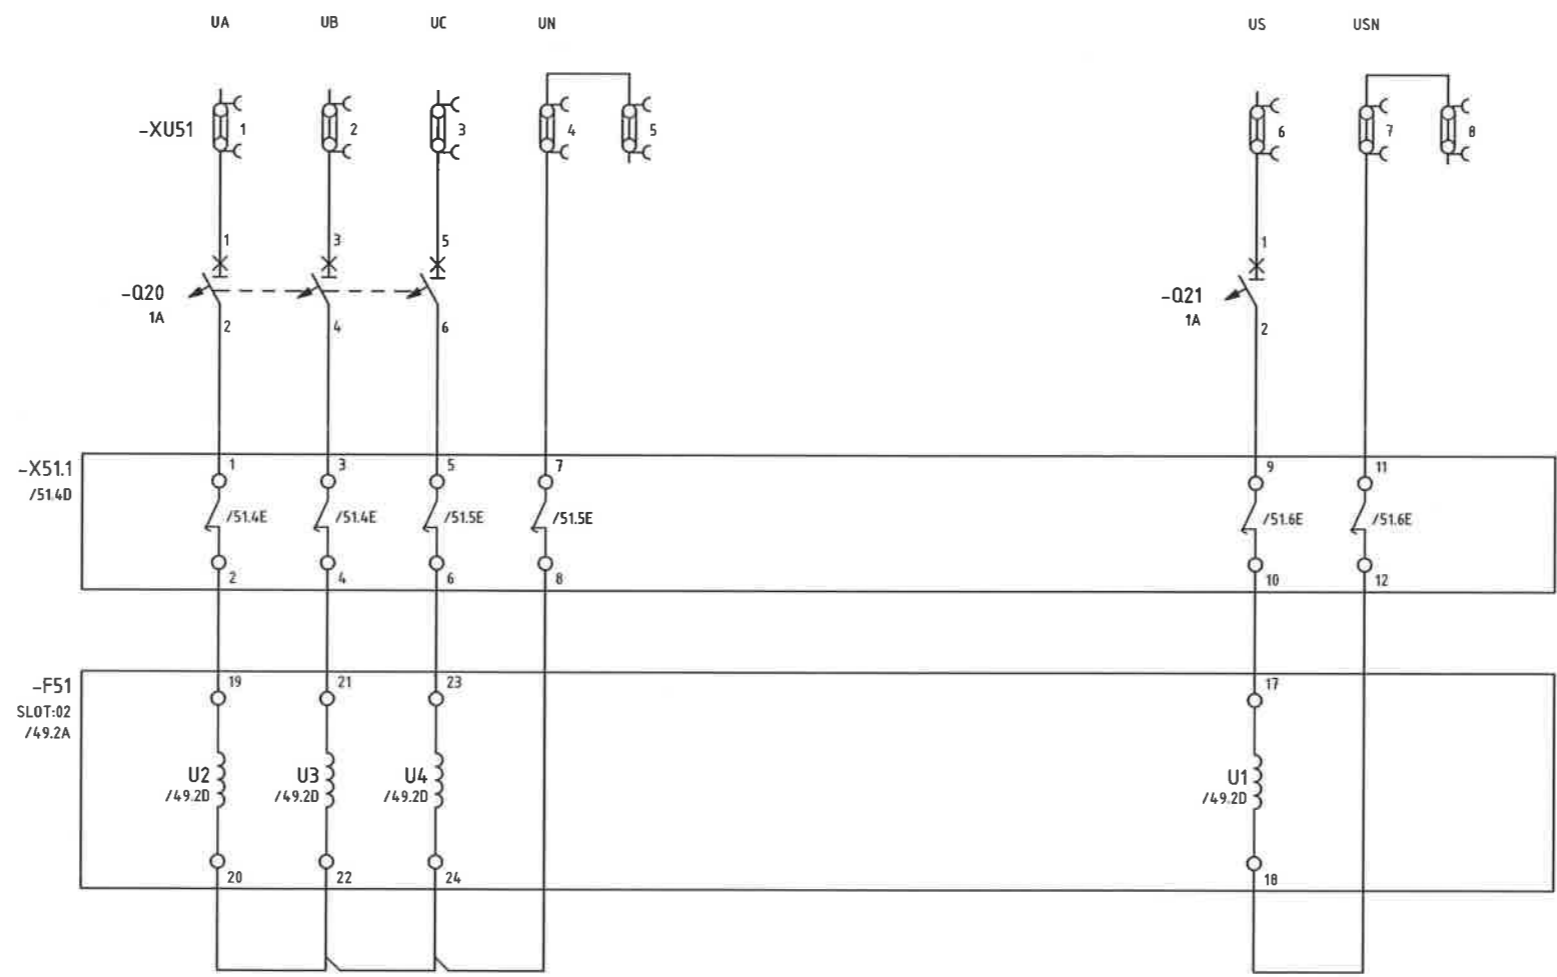 UA UB UC UN US USN
-XU51 1 2 3 4 5 6 7 8
1 3 5 1
-Q20 -Q21
1A 1A
2 4 6 2
-X51.1 1 3 5 7 9 11
/51.4D
/51.4E /51.4E /51.5E /51.5E /51.6E /51.6E
2 4 6 8 10 12
-F51 19 21 23 17
SLOT:02
/49.2A
U2 U3 U4 U1
/49.2D /49.2D /49.2D /49.2D
20 22 24 18